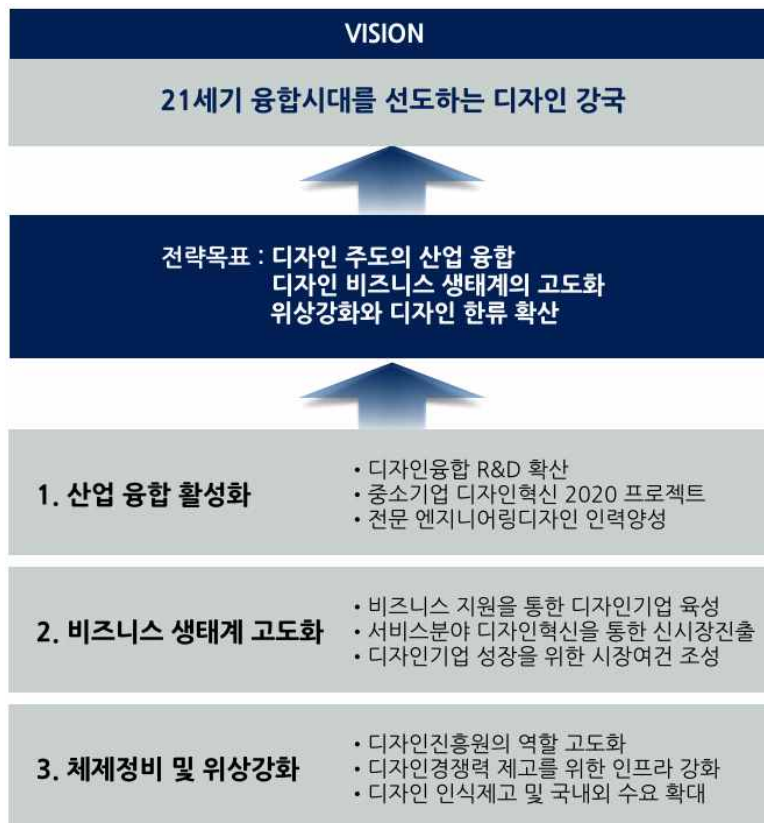 VISION
21세기 융합시대를 선도하는 디자인 강국
전략목표 : 디자인 주도의 산업 융합
디자인 비즈니스 생태계의 고도화
위상강화와 디자인 한류 확산
1. 산업 융합 활성화
• 디자인융합 R&D 확산
• 중소기업 디자인혁신 2020 프로젝트
• 전문 엔지니어링디자인 인력양성
2. 비즈니스 생태계 고도화
• 비즈니스 지원을 통한 디자인기업 육성
• 서비스분야 디자인혁신을 통한 신시장진출
• 디자인기업 성장을 위한 시장여건 조성
3. 체제정비 및 위상강화
• 디자인진흥원의 역할 고도화
• 디자인경쟁력 제고를 위한 인프라 강화
• 디자인 인식제고 및 국내외 수요 확대